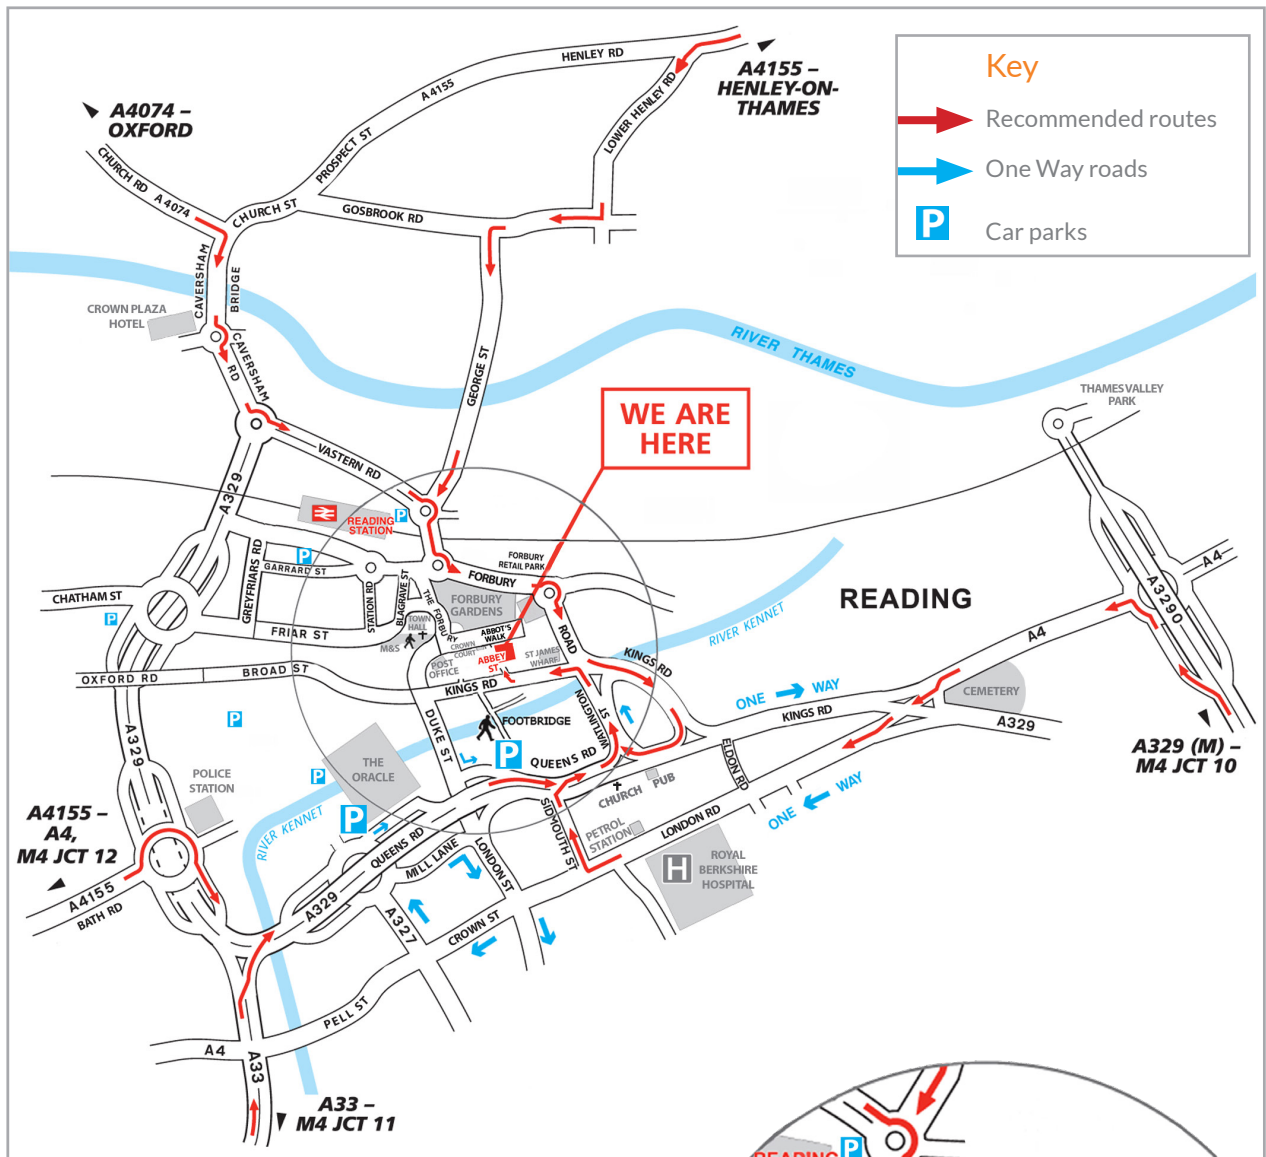 Key
Recommended routes
One Way roads
P
Car parks
A4155 –
HENLEY-ON-
THAMES
HENLEY RD
A 4155
LOWER HENLEY RD
PROSPECT ST
A4074 –
OXFORD
CHURCH RD
A 4074
CHURCH ST
GOSBROOK RD
CAVERSHAM
BRIDGE
CROWN PLAZA
HOTEL
CAVERSHAM
RD
GEORGE ST
RIVER THAMES
THAMES VALLEY
PARK
WE ARE
HERE
VASTERN RD
A329
READING
STATION
P
P
GARRARD ST
GREYFRIARS RD
STATION RD
BLAGRAVE ST
THE FORBURY
FORBURY
RETAIL PARK
FORBURY
ROAD
FORBURY
GARDENS
TOWN
HALL
M&S
ABBOT'S
WALK
CROWN
COURT
ABBEY
ST
ST JAMES
WHARF
POST
OFFICE
CHATHAM ST
P
FRIAR ST
OXFORD RD
BROAD ST
KINGS RD
KINGS RD
RIVER KENNET
READING
A4
A4
A3290
CEMETERY
A329
ONE WAY
KINGS RD
A329 (M) –
M4 JCT 10
P
DUKE ST
FOOTBRIDGE
P
WATLINGTON
ST
QUEENS RD
ELDON RD
THE
ORACLE
P
P
A329
POLICE
STATION
RIVER KENNET
CHURCH
PUB
PETROL
STATION
SIDMOUTH ST
LONDON RD
ONE WAY
H
ROYAL
BERKSHIRE
HOSPITAL
A4155 –
A4,
M4 JCT 12
A4155
BATH RD
QUEENS RD
A329
MILL LANE
LONDON ST
A327
CROWN ST
PELL ST
A4
A33
A33 –
M4 JCT 11
P
READING